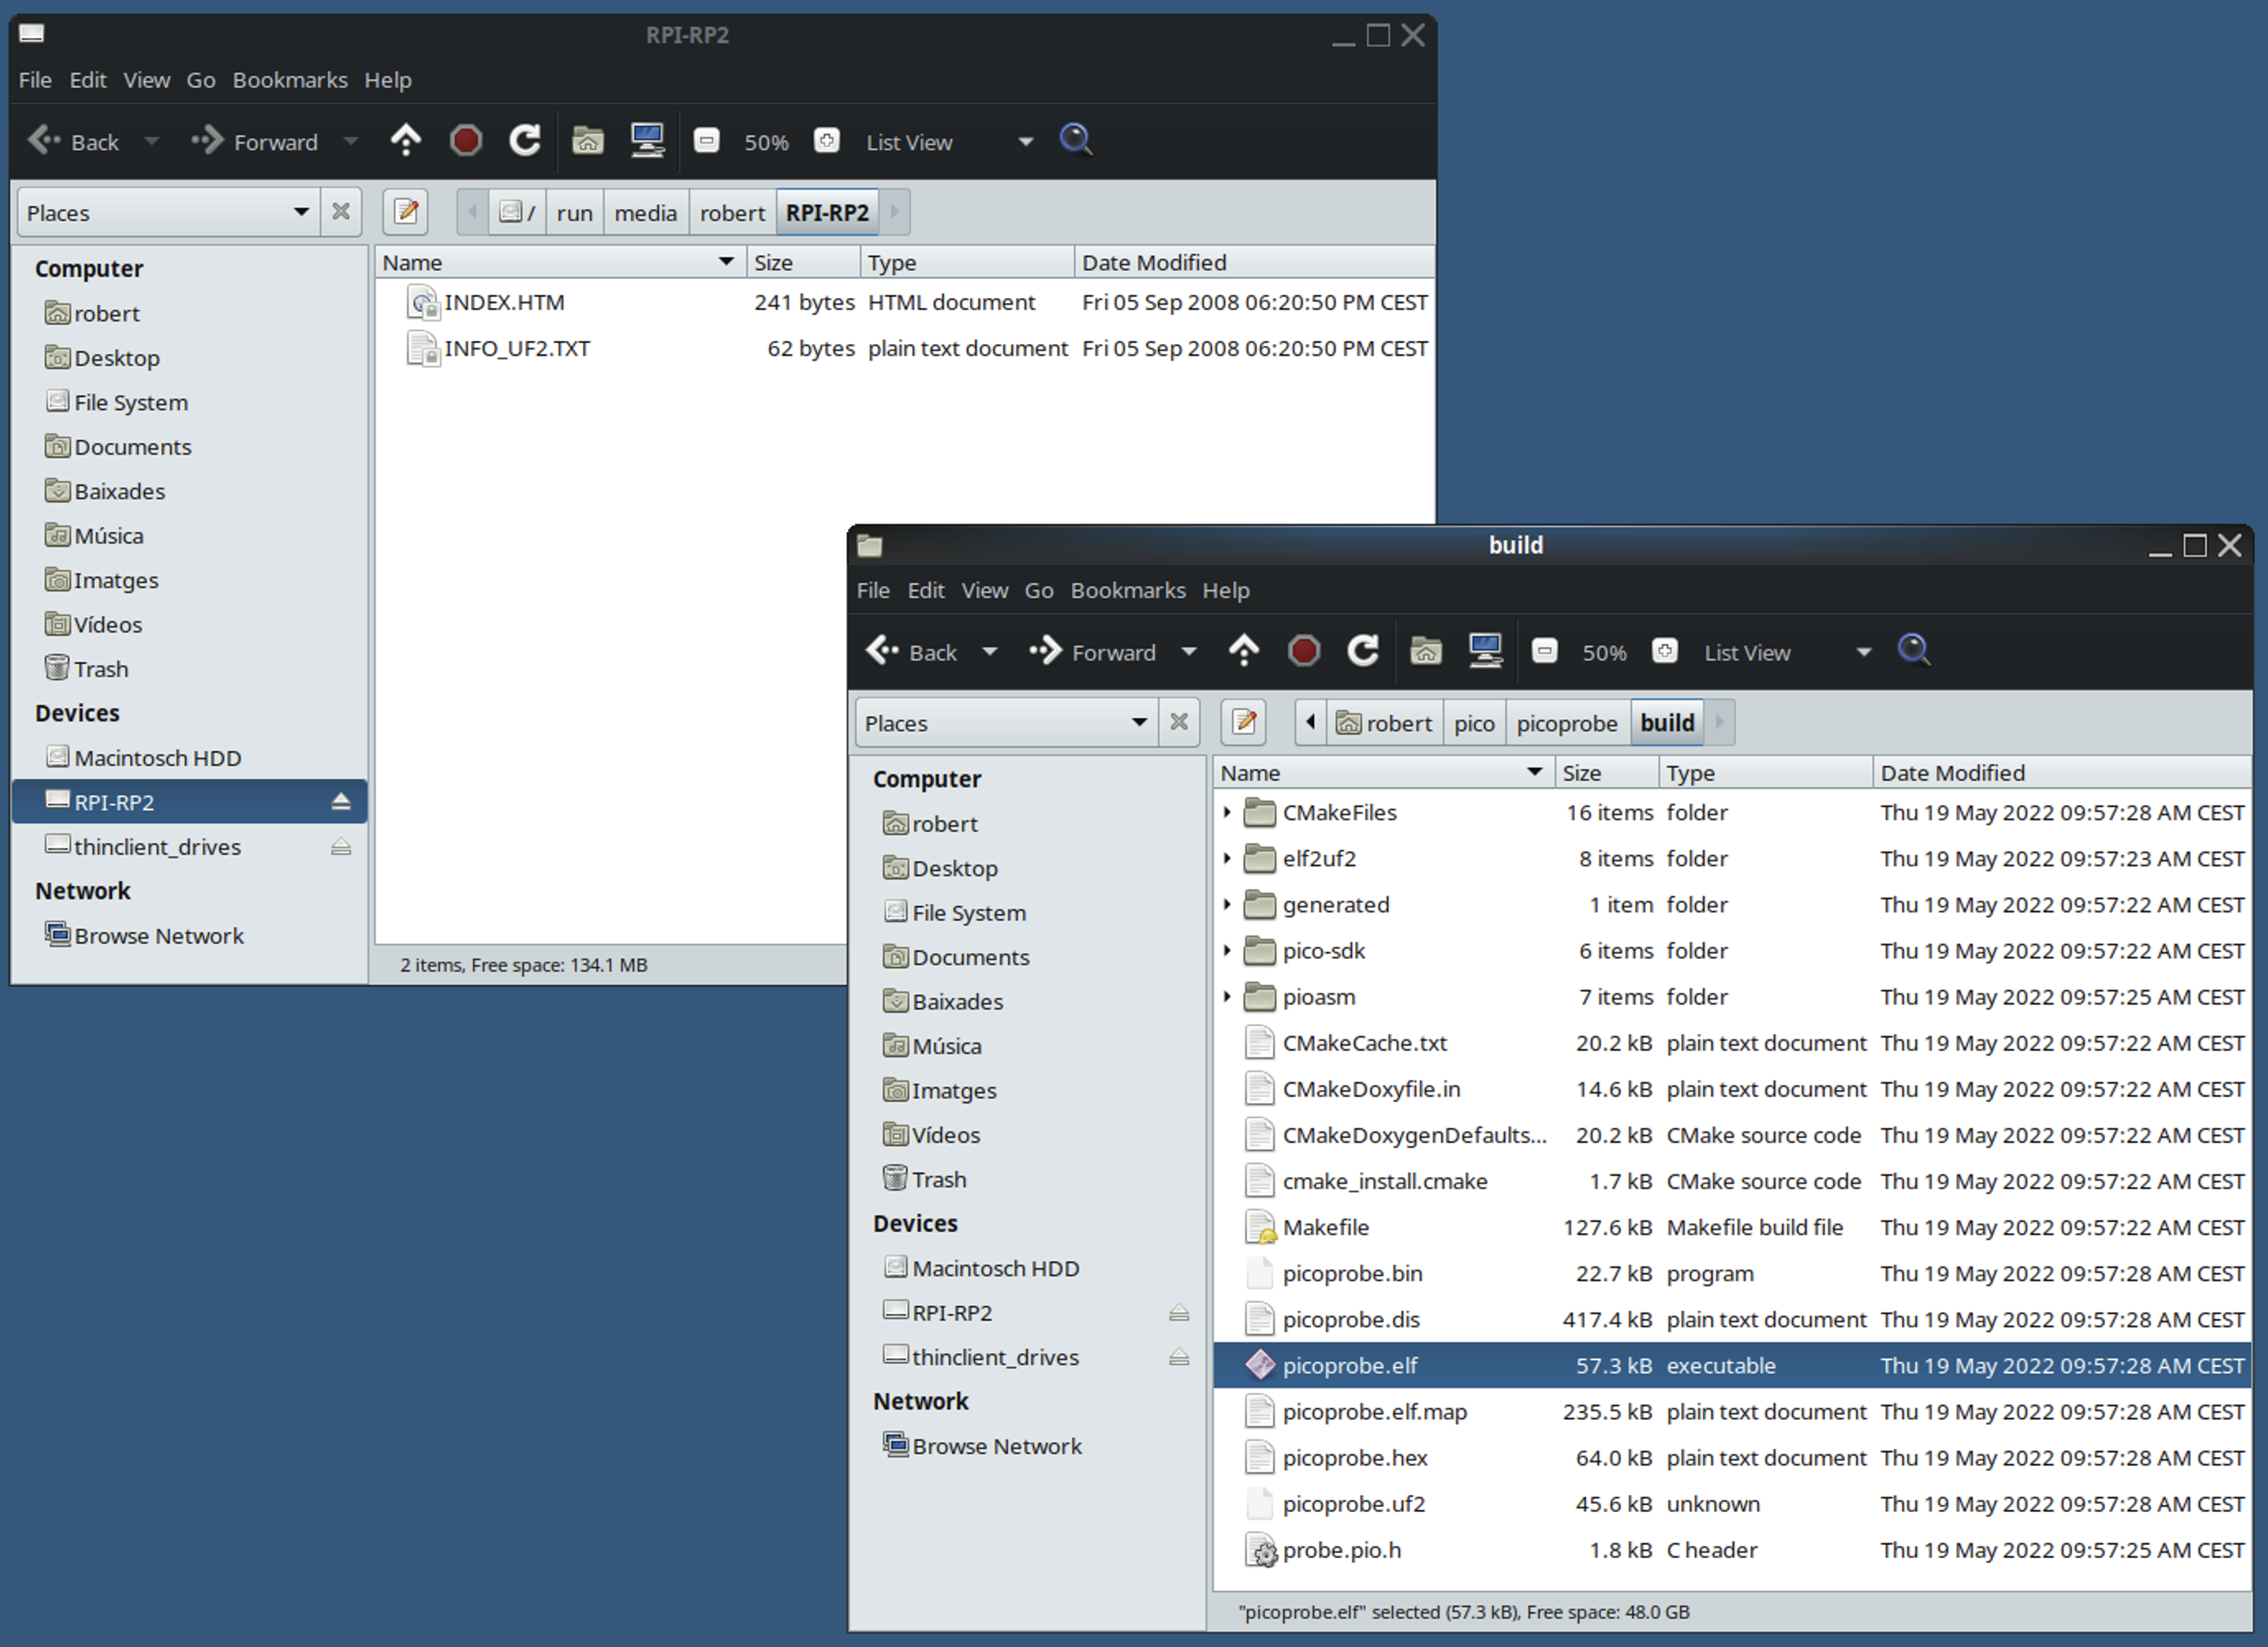 RPI-RP2
File Edit View Go Bookmarks Help
Back Forward 50% List View
Places / run media robert RPI-RP2
Computer
robert
Desktop
File System
Documents
Baixades
Música
Imatges
Vídeos
Trash
Devices
Macintosch HDD
RPI-RP2
thinclient_drives
Network
Browse Network
Name Size Type Date Modified
INDEX.HTM 241 bytes HTML document Fri 05 Sep 2008 06:20:50 PM CEST
INFO_UF2.TXT 62 bytes plain text document Fri 05 Sep 2008 06:20:50 PM CEST
2 items, Free space: 134.1 MB
build
File Edit View Go Bookmarks Help
Back Forward 50% List View
Places robert pico picoprobe build
Computer
robert
Desktop
File System
Documents
Baixades
Música
Imatges
Vídeos
Trash
Devices
Macintosch HDD
RPI-RP2
thinclient_drives
Network
Browse Network
Name Size Type Date Modified
CMakeFiles 16 items folder Thu 19 May 2022 09:57:28 AM CEST
elf2uf2 8 items folder Thu 19 May 2022 09:57:23 AM CEST
generated 1 item folder Thu 19 May 2022 09:57:22 AM CEST
pico-sdk 6 items folder Thu 19 May 2022 09:57:22 AM CEST
pioasm 7 items folder Thu 19 May 2022 09:57:25 AM CEST
CMakeCache.txt 20.2 kB plain text document Thu 19 May 2022 09:57:22 AM CEST
CMakeDoxyfile.in 14.6 kB plain text document Thu 19 May 2022 09:57:22 AM CEST
CMakeDoxygenDefaults... 20.2 kB CMake source code Thu 19 May 2022 09:57:22 AM CEST
cmake_install.cmake 1.7 kB CMake source code Thu 19 May 2022 09:57:22 AM CEST
Makefile 127.6 kB Makefile build file Thu 19 May 2022 09:57:22 AM CEST
picoprobe.bin 22.7 kB program Thu 19 May 2022 09:57:28 AM CEST
picoprobe.dis 417.4 kB plain text document Thu 19 May 2022 09:57:28 AM CEST
picoprobe.elf 57.3 kB executable Thu 19 May 2022 09:57:28 AM CEST
picoprobe.elf.map 235.5 kB plain text document Thu 19 May 2022 09:57:28 AM CEST
picoprobe.hex 64.0 kB plain text document Thu 19 May 2022 09:57:28 AM CEST
picoprobe.uf2 45.6 kB unknown Thu 19 May 2022 09:57:28 AM CEST
probe.pio.h 1.8 kB C header Thu 19 May 2022 09:57:25 AM CEST
"picoprobe.elf" selected (57.3 kB), Free space: 48.0 GB